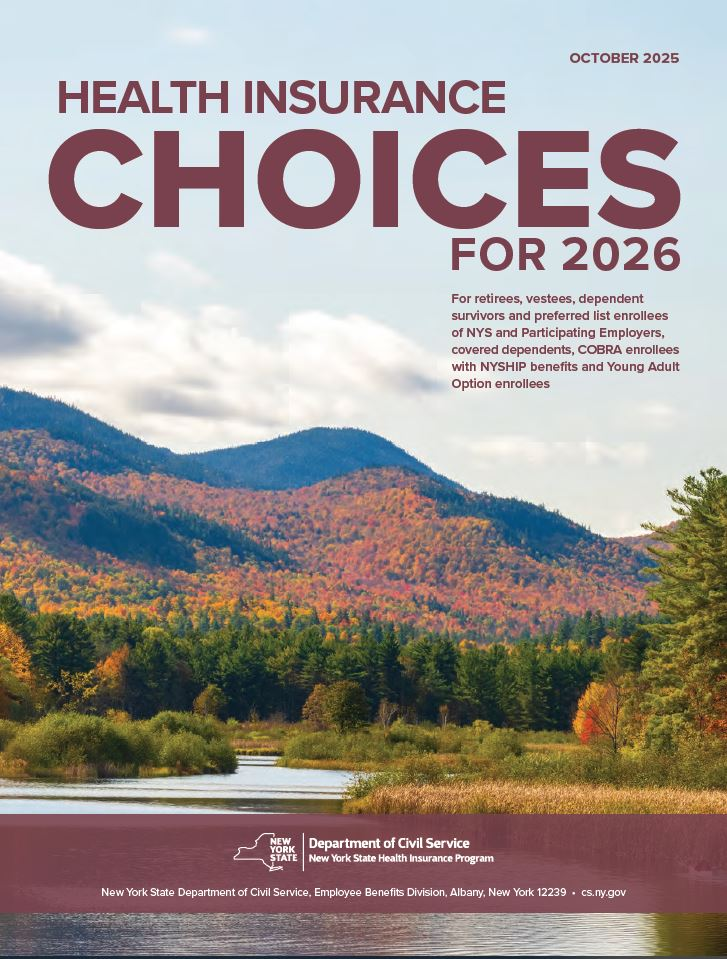 OCTOBER 2025
HEALTH INSURANCE
CHOICES
FOR 2026
For retirees, vestees, dependent
survivors and preferred list enrollees
of NYS and Participating Employers,
covered dependents, COBRA enrollees
with NYSHIP benefits and Young Adult
Option enrollees
NEW
YORK
STATE
Department of Civil Service
New York State Health Insurance Program
New York State Department of Civil Service, Employee Benefits Division, Albany, New York 12239 • cs.ny.gov